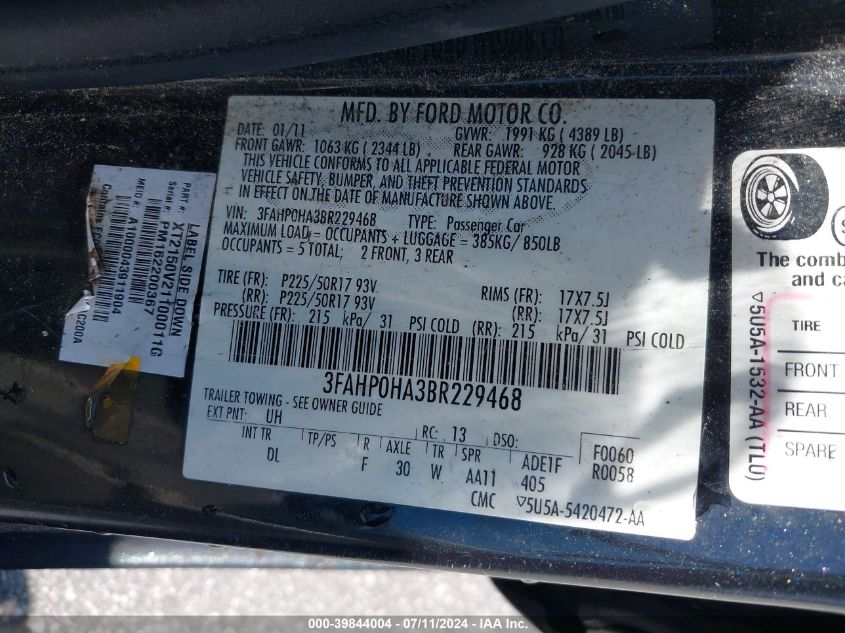 MFD. BY FORD MOTOR CO.
DATE: 01/11 GVWR: 1991 KG ( 4389 LB)
FRONT GAWR: 1063 KG ( 2344 LB) REAR GAWR: 928 KG ( 2045 LB)
THIS VEHICLE CONFORMS TO ALL APPLICABLE FEDERAL MOTOR
VEHICLE SAFETY, BUMPER, AND THEFT PREVENTION STANDARDS
IN EFFECT ON THE DATE OF MANUFACTURE SHOWN ABOVE.
VIN: 3FAHP0HA3BR229468 TYPE: Passenger Car
MAXIMUM LOAD = OCCUPANTS + LUGGAGE = 385KG/ 850LB
OCCUPANTS = 5 TOTAL; 2 FRONT, 3 REAR
TIRE (FR): P225/50R17 93V RIMS (FR): 17X7.5J
(RR): P225/50R17 93V (RR): 17X7.5J
PRESSURE (FR): 215 kPa/ 31 PSI COLD (RR): 215 kPa/ 31 PSI COLD
3FAHP0HA3BR229468
TRAILER TOWING - SEE OWNER GUIDE
EXT PNT: UH RC: 13 DSO:
INT TR TP/PS R AXLE TR SPR ADE1F F0060
DL F 30 W AA11 405 R0058
CMC ▽5U5A-5420472-AA
LABEL SIDE DOWN
PART #: XT2150V211000011G
Serial #: PM162200367
MEID #: A1000043911904
The comb
and ca
TIRE
FRONT
REAR
SPARE
▽5U5A-1532-AA (TL0)
000-39844004 - 07/11/2024 - IAA Inc.